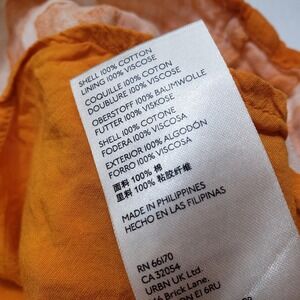 SHELL 100% COTTON
LINING 100% VISCOSE
COQUILLE 100% COTON
DOUBLURE 100% VISCOSE
OBERSTOFF 100% BAUMWOLLE
FUTTER 100% VISKOSE
SHELL 100% COTONE
FODERA 100% VISCOSA
EXTERIOR 100% ALGODÓN
FORRO 100% VISCOSA
面料 100% 棉
里料 100% 粘胶纤维
MADE IN PHILIPPINES
HECHO EN LAS FILIPINAS
RN 66170
CA 32054
URBN UK Ltd.
Brick Lane,
LONDON E1 6RU